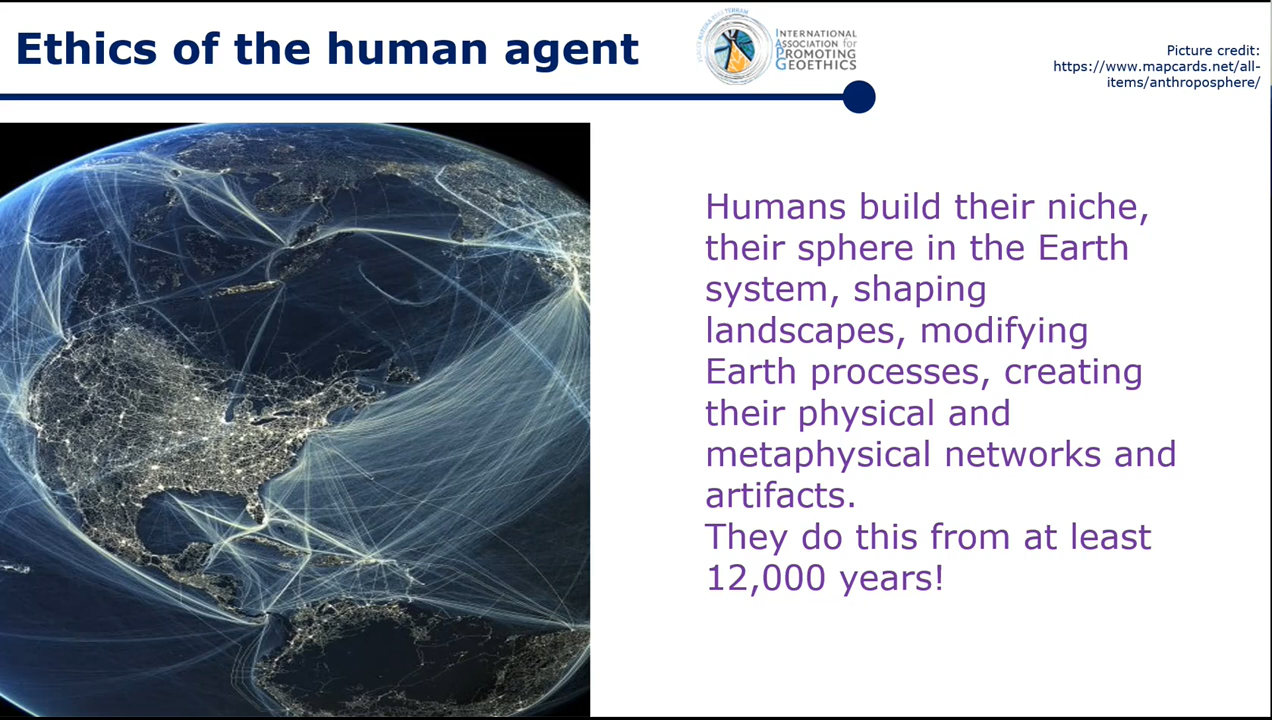 Ethics of the human agent
INTERNATIONAL
ASSOCIATION for
PROMOTING
GEOETHICS
Picture credit:
https://www.mapcards.net/all-
items/anthroposphere/
Humans build their niche,
their sphere in the Earth
system, shaping
landscapes, modifying
Earth processes, creating
their physical and
metaphysical networks and
artifacts.
They do this from at least
12,000 years!